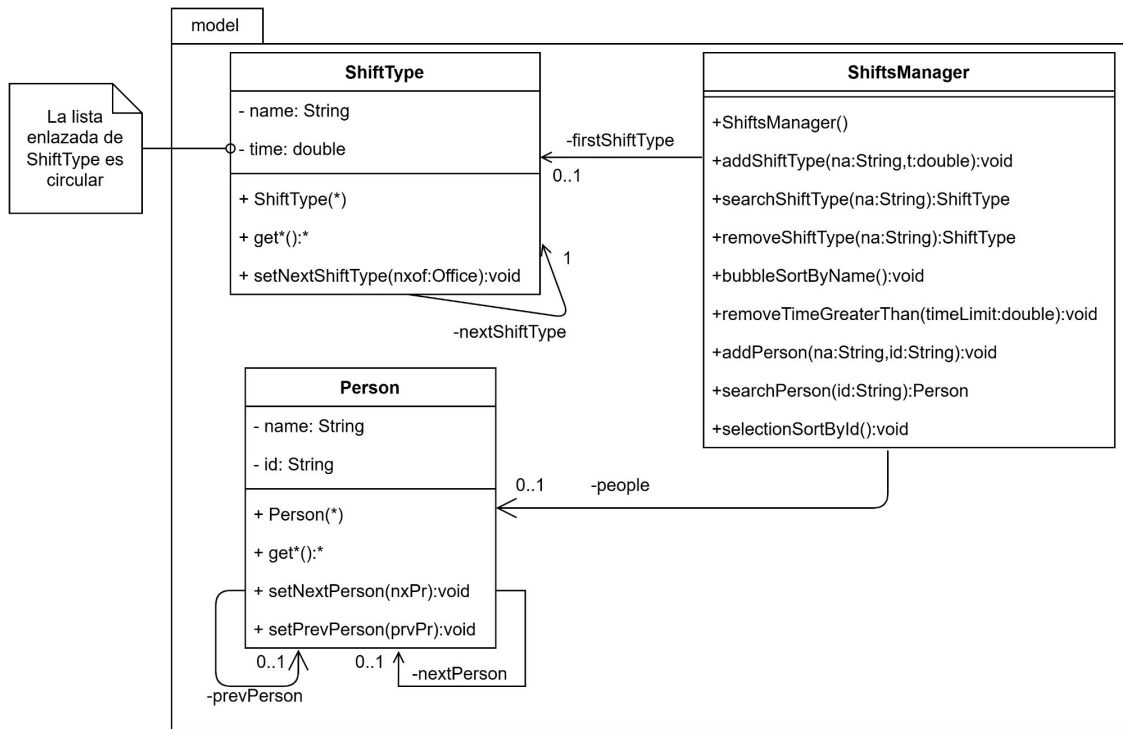 model
La lista
enlazada de
ShiftType es
circular
ShiftType
- name: String
- time: double
+ ShiftType(*)
+ get*():*
+ setNextShiftType(nxof:Office):void
1
-nextShiftType
-firstShiftType
0..1
ShiftsManager
+ShiftsManager()
+addShiftType(na:String,t:double):void
+searchShiftType(na:String):ShiftType
+removeShiftType(na:String):ShiftType
+bubbleSortByName():void
+removeTimeGreaterThan(timeLimit:double):void
+addPerson(na:String,id:String):void
+searchPerson(id:String):Person
+selectionSortById():void
Person
- name: String
- id: String
+ Person(*)
+ get*():*
+ setNextPerson(nxPr):void
+ setPrevPerson(prvPr):void
0..1
-people
0..1
0..1
-nextPerson
-prevPerson